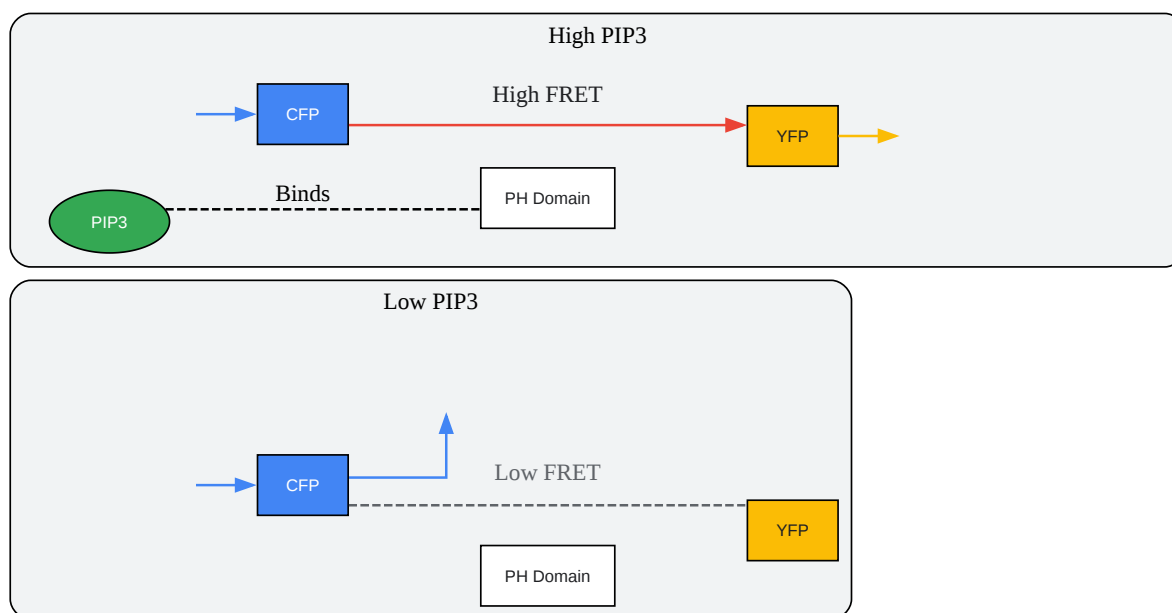 High PIP3
High FRET
CFP
YFP
Binds
PH Domain
PIP3
Low PIP3
Low FRET
CFP
YFP
PH Domain